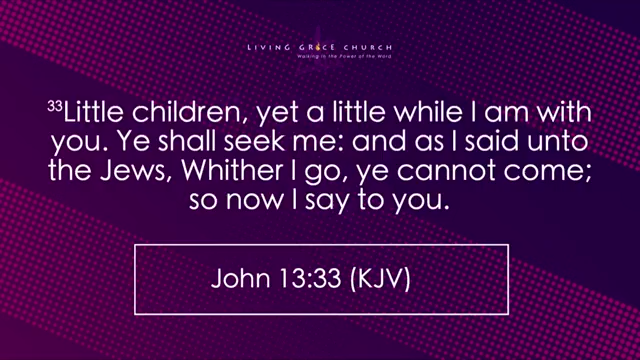 LIVING GRACE CHURCH
Walking in the Power of the Word
³³Little children, yet a little while I am with
you. Ye shall seek me: and as I said unto
the Jews, Whither I go, ye cannot come;
so now I say to you.
John 13:33 (KJV)